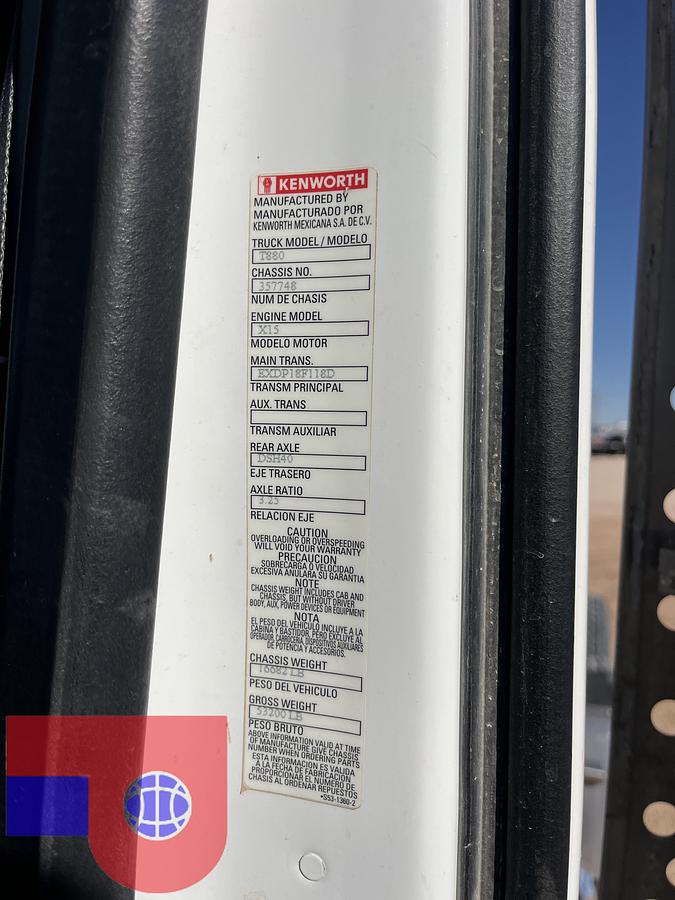 KENWORTH
MANUFACTURED BY
MANUFACTURADO POR
KENWORTH MEXICANA S.A. DE C.V.
TRUCK MODEL / MODELO
T880
CHASSIS NO.
357748
NUM DE CHASIS
ENGINE MODEL
X15
MODELO MOTOR
MAIN TRANS.
EXDP18F118D
TRANSM PRINCIPAL
AUX. TRANS
TRANSM AUXILIAR
REAR AXLE
DSH40
EJE TRASERO
AXLE RATIO
3.25
RELACION EJE
CAUTION
OVERLOADING OR OVERSPEEDING
WILL VOID YOUR WARRANTY
PRECAUCION
SOBRECARGA O VELOCIDAD
EXCESIVA ANULARA SU GARANTIA
NOTE
CHASSIS WEIGHT INCLUDES CAB AND
CHASSIS, BUT WITHOUT DRIVER
BODY, AUX, POWER DEVICES OR EQUIPMENT
NOTA
EL PESO DEL VEHICULO INCLUYE A LA
CABINA Y BASTIDOR, PERO EXCLUYE AL
OPERADOR, CARROCERIA, DISPOSITIVOS AUXILIARES
DE POTENCIA Y ACCESORIOS.
CHASSIS WEIGHT
16682 LB
PESO DEL VEHICULO
GROSS WEIGHT
53200 LB
PESO BRUTO
ABOVE INFORMATION VALID AT TIME
OF MANUFACTURE GIVE CHASSIS
NUMBER WHEN ORDERING PARTS
ESTA INFORMACION ES VALIDA
A LA FECHA DE FABRICACION
PROPORCIONAR EL NUMERO DE
CHASIS AL ORDENAR REPUESTOS
•S53-1360-2